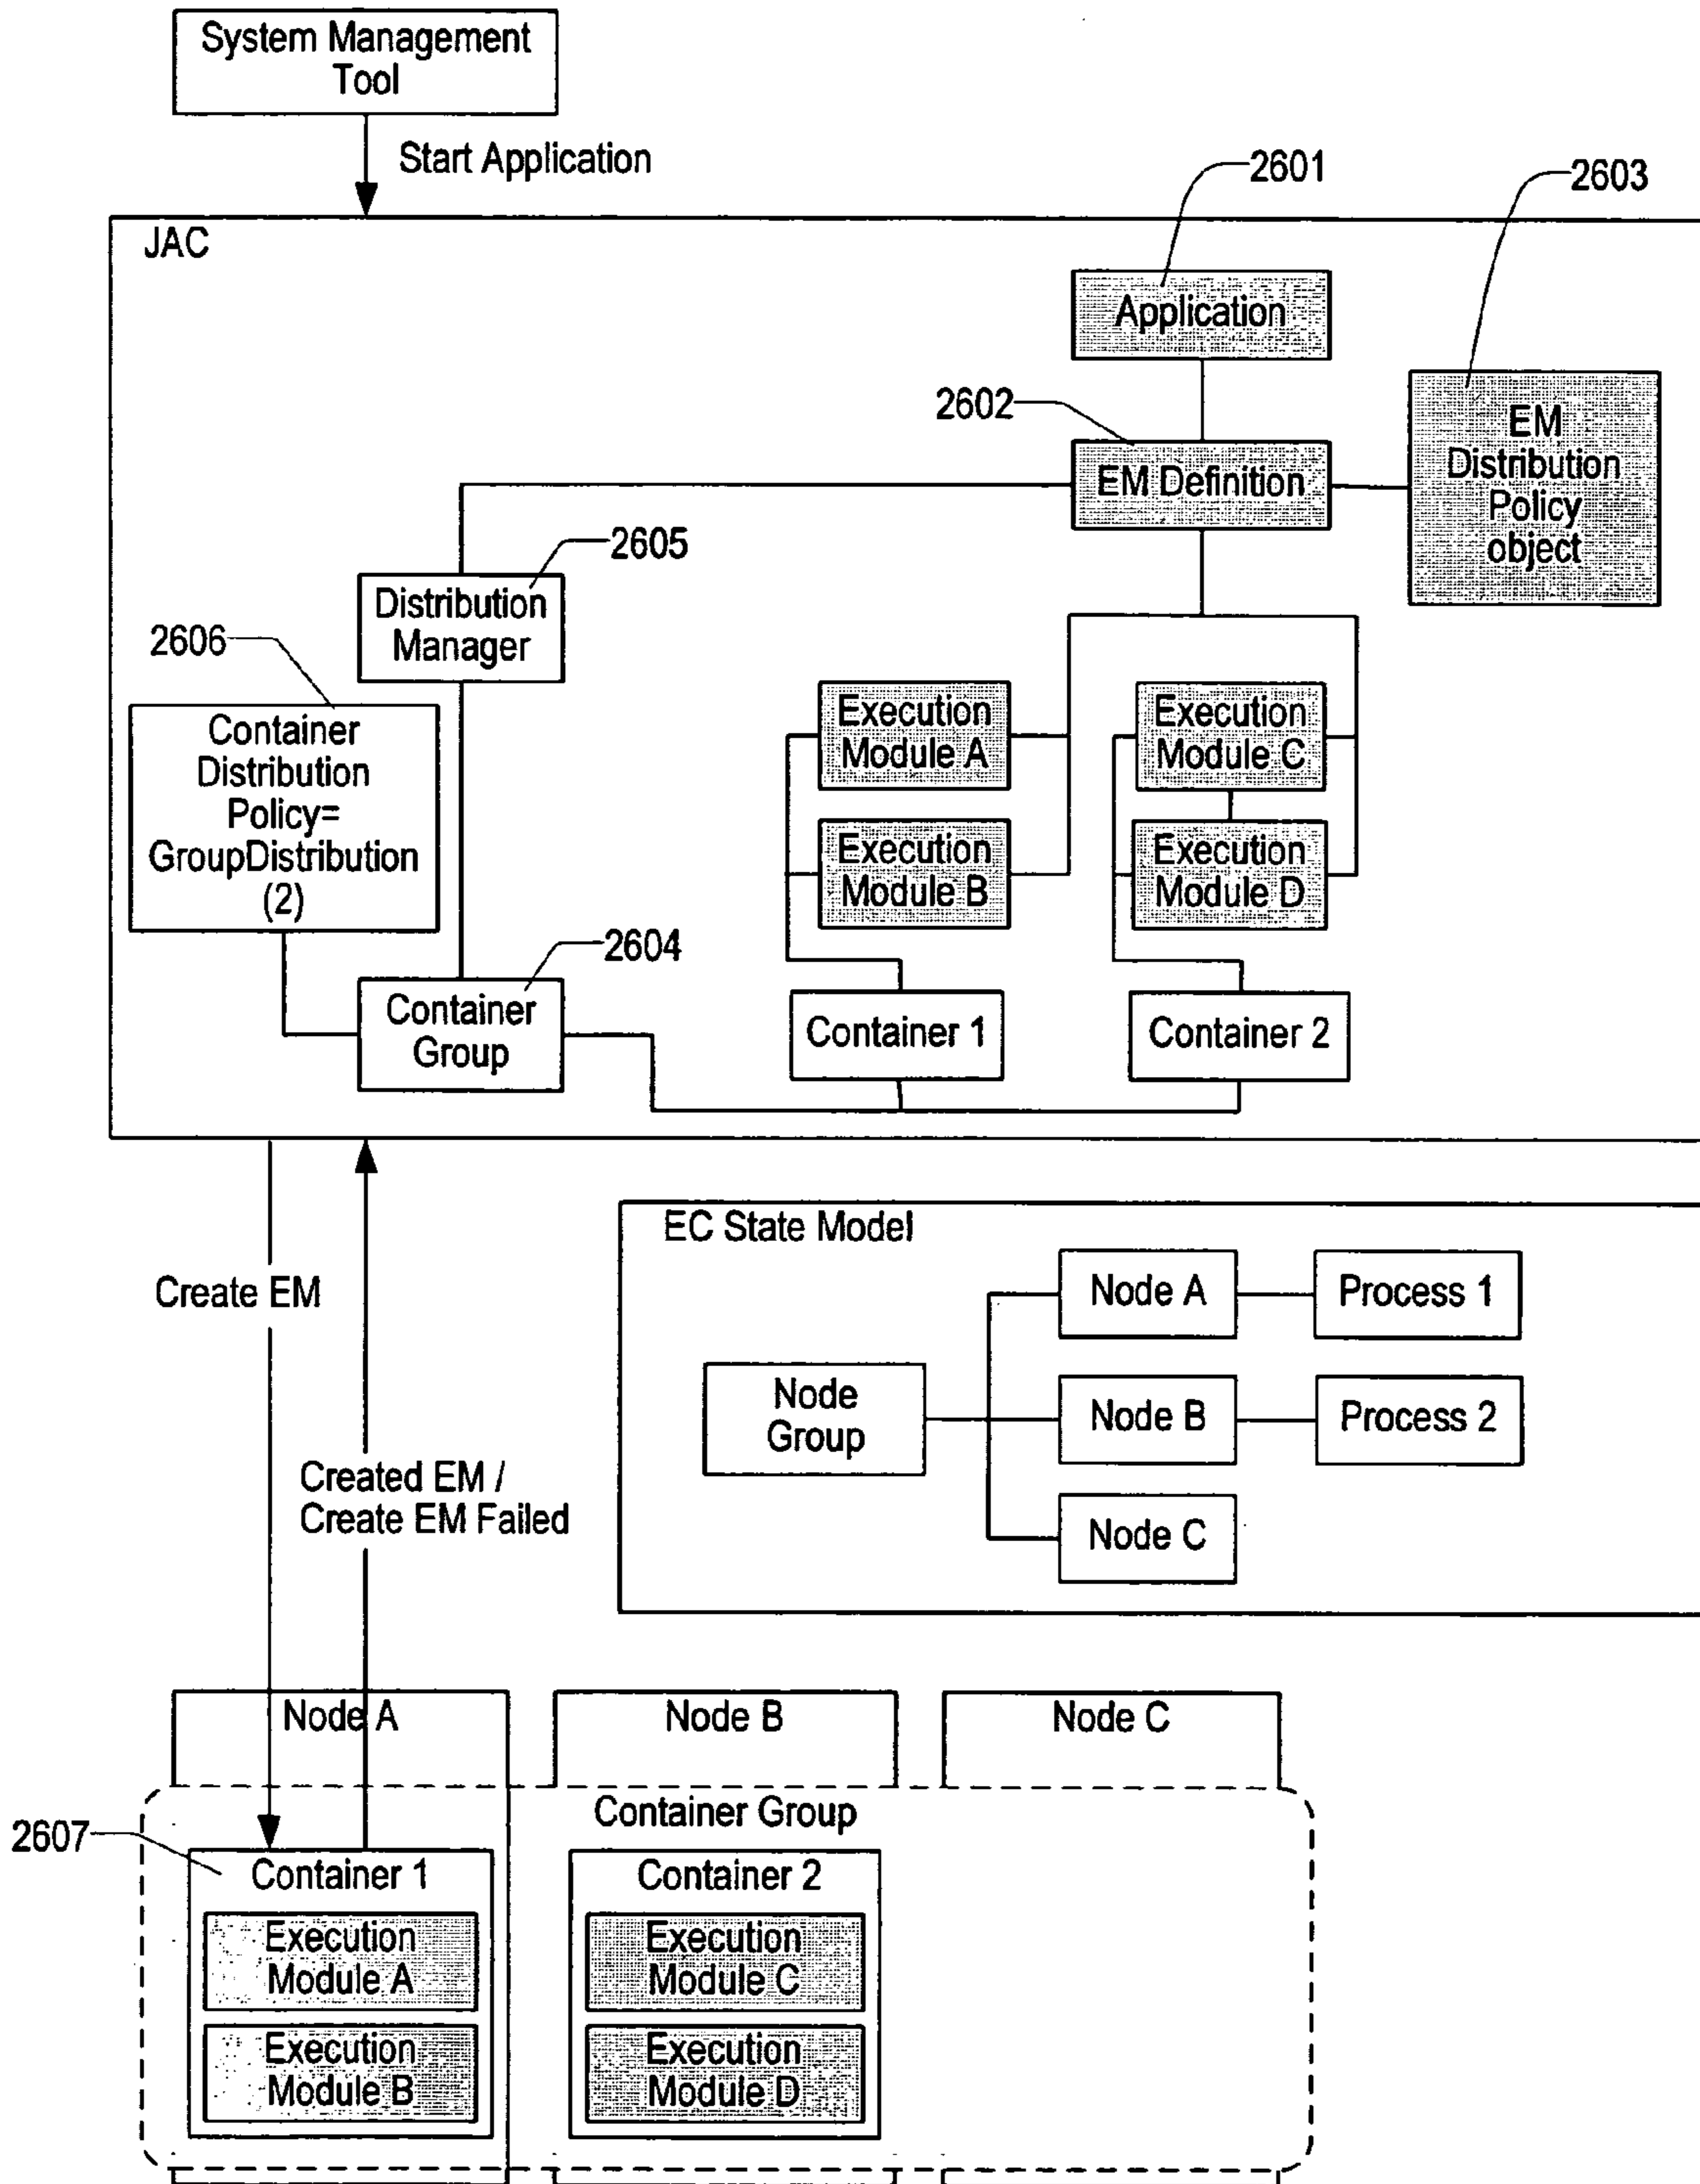 System Management
Tool
Start Application
2601
2603
JAC
Application
2602
EM Definition
EM
Distribution
Policy
object
2605
Distribution
Manager
2606
Container
Distribution
Policy=
GroupDistribution
(2)
Execution
Module A
Execution
Module C
Execution
Module B
Execution
Module D
2604
Container
Group
Container 1
Container 2
EC State Model
Create EM
Node A
Process 1
Node
Group
Node B
Process 2
Created EM /
Create EM Failed
Node C
Node A
Node B
Node C
Container Group
2607
Container 1
Container 2
Execution
Module A
Execution
Module C
Execution
Module B
Execution
Module D